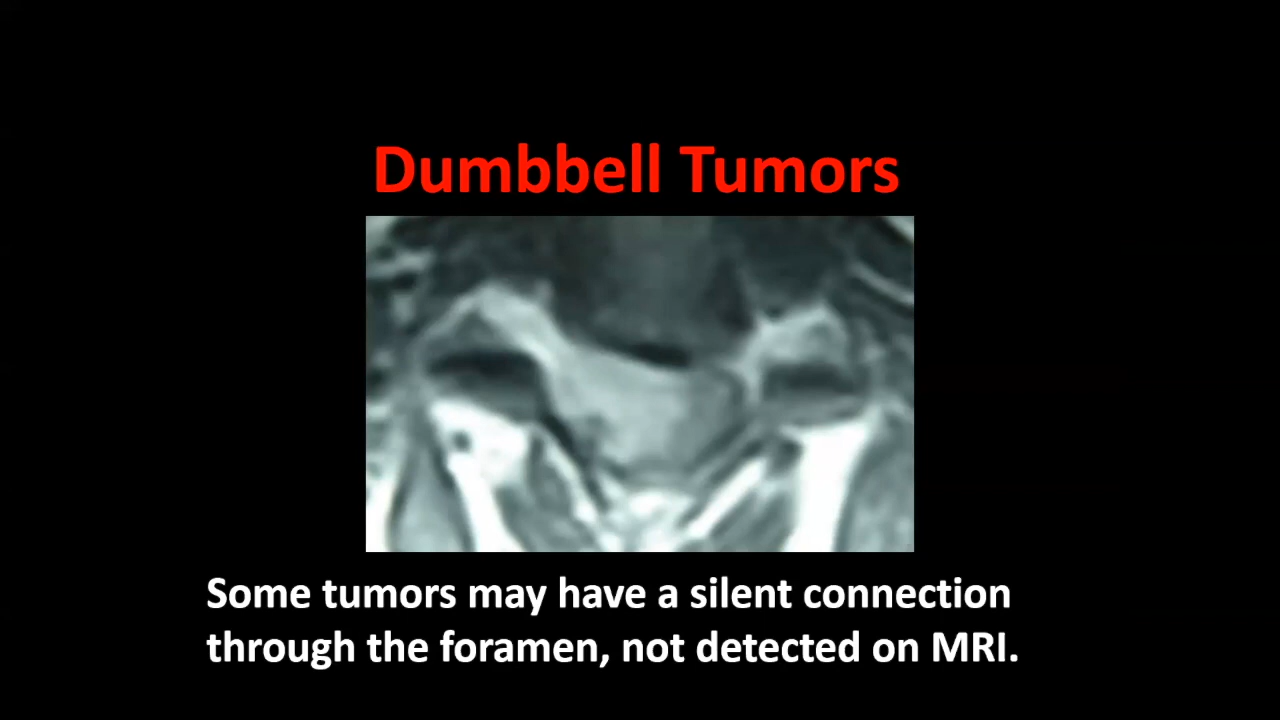 Dumbbell Tumors
Some tumors may have a silent connection
through the foramen, not detected on MRI.